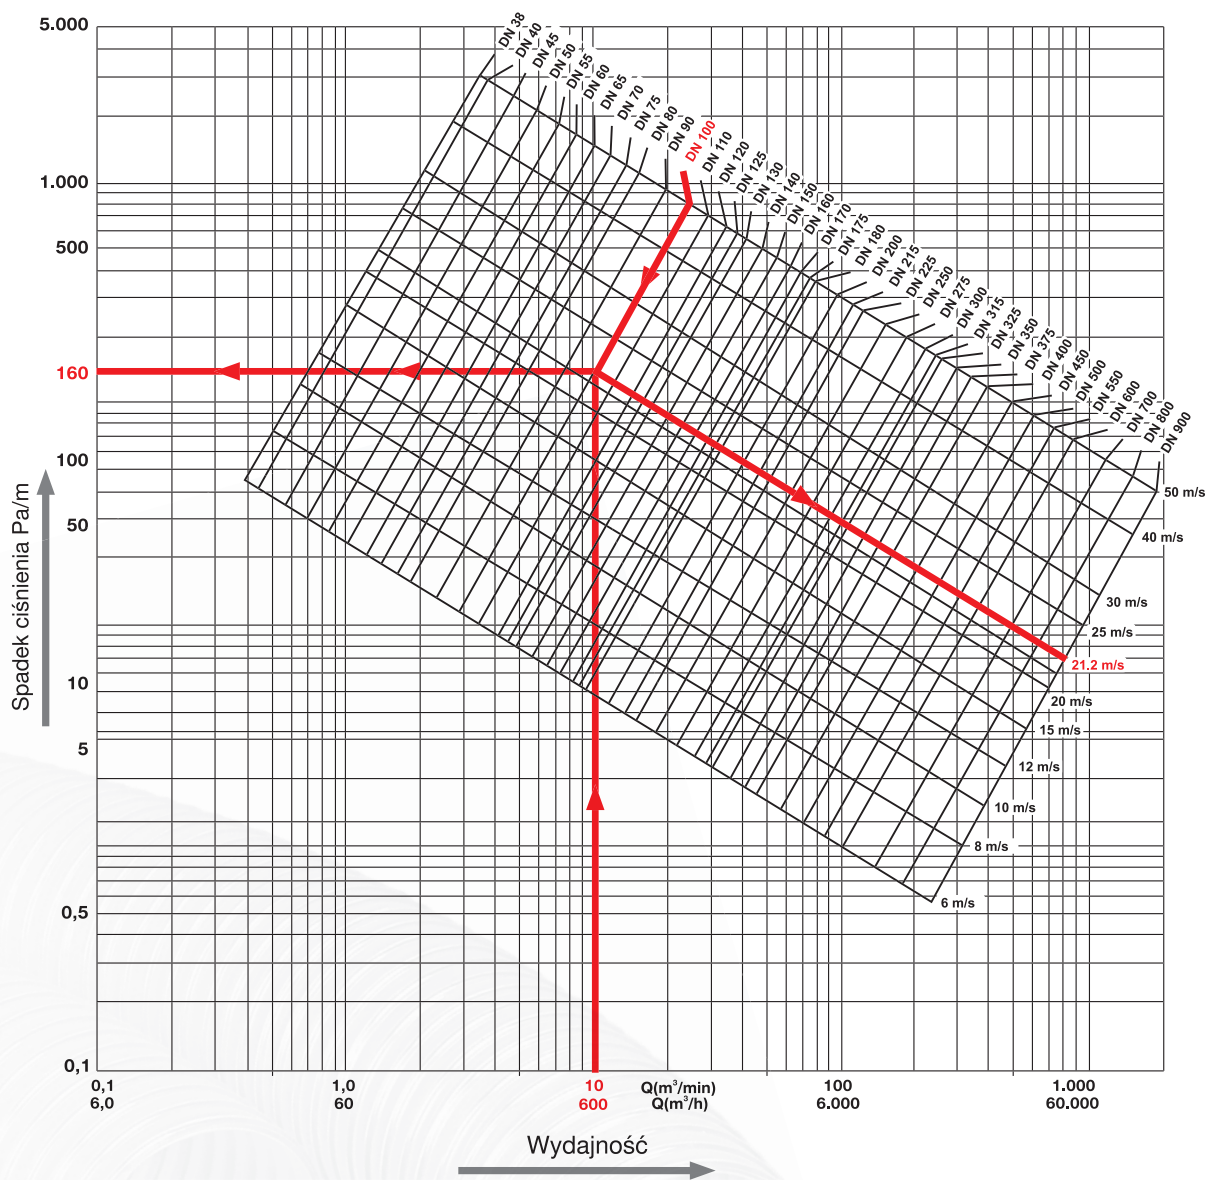 5.000
1.000
500
160
100
50
10
5
0,5
0,1
Spadek ciśnienia Pa/m
DN 38
DN 40
DN 45
DN 50
DN 55
DN 60
DN 65
DN 70
DN 75
DN 80
DN 90
DN 100
DN 110
DN 120
DN 125
DN 130
DN 140
DN 150
DN 160
DN 170
DN 175
DN 180
DN 200
DN 215
DN 225
DN 250
DN 275
DN 300
DN 315
DN 325
DN 350
DN 375
DN 400
DN 450
DN 500
DN 550
DN 600
DN 700
DN 800
DN 900
50 m/s
40 m/s
30 m/s
25 m/s
21.2 m/s
20 m/s
15 m/s
12 m/s
10 m/s
8 m/s
6 m/s
0,1 1,0 10 Q(m³/min) 100 1.000
6,0 60 600 Q(m³/h) 6.000 60.000
Wydajność